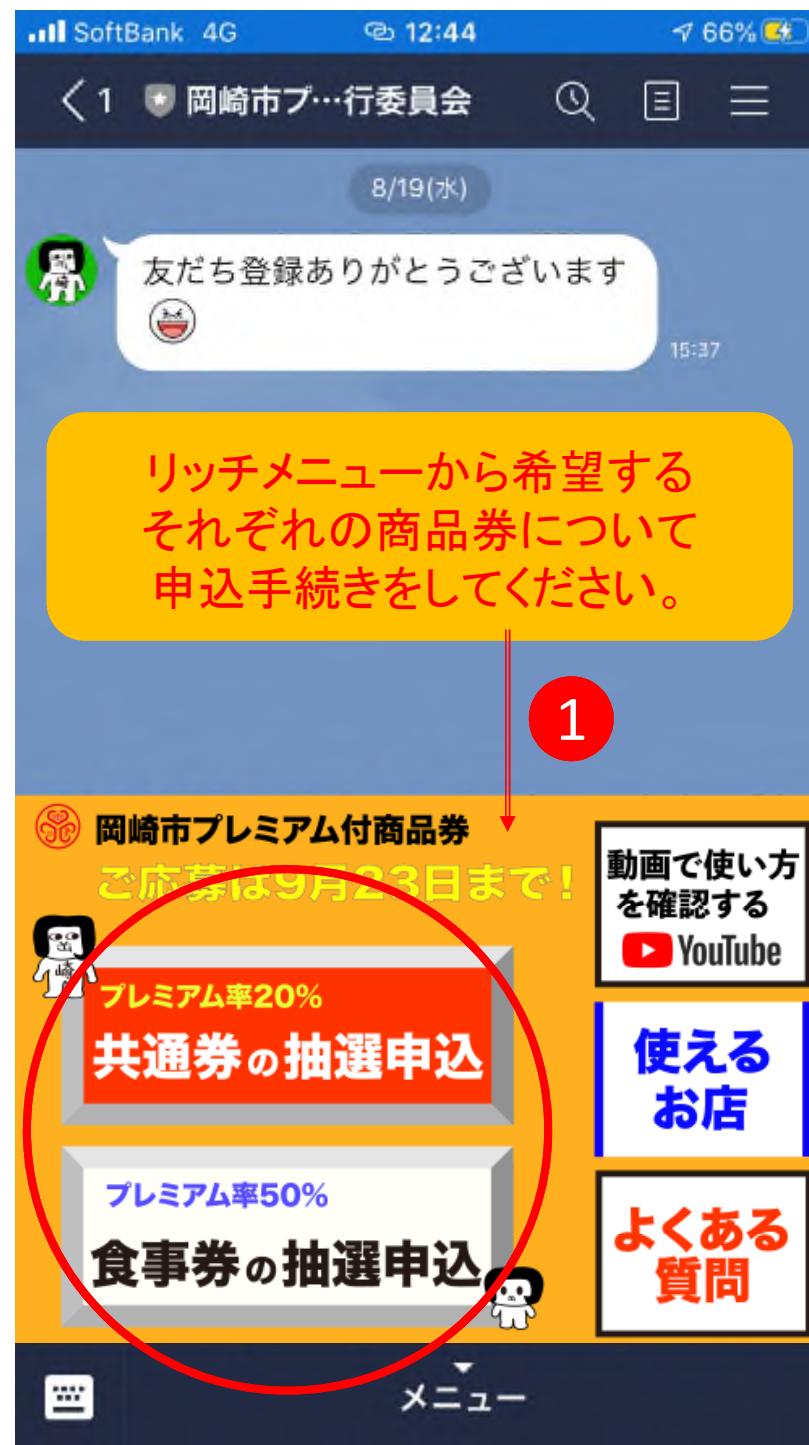 SoftBank 4G 12:44 66%
1 岡崎市プ…行委員会
8/19(水)
友だち登録ありがとうございます
15:37
リッチメニューから希望する
それぞれの商品券について
申込手続きをしてください。
1
岡崎市プレミアム付商品券
ご応募は9月23日まで!
動画で使い方
を確認する
YouTube
プレミアム率20%
共通券の抽選申込
使える
お店
プレミアム率50%
食事券の抽選申込
よくある
質問
メニュー